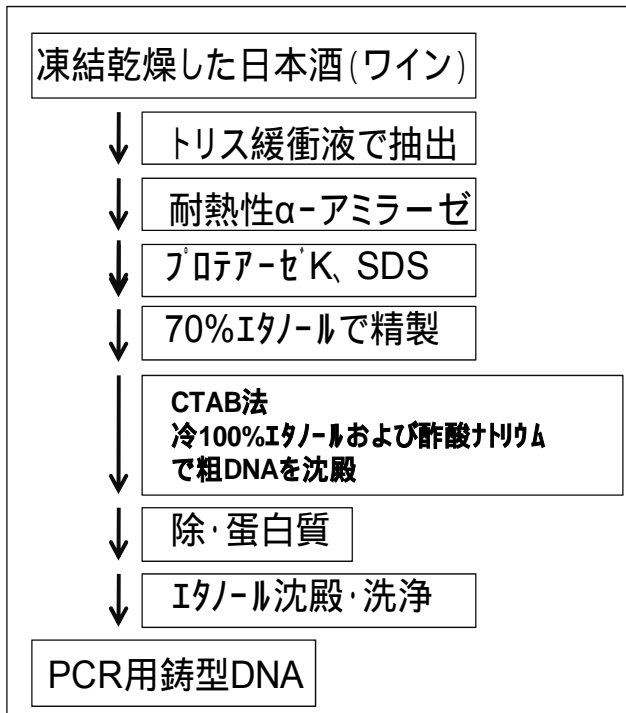 凍結乾燥した日本酒(ワイン)
トリス緩衝液で抽出
耐熱性α-アミラーゼ
ﾌﾟﾛﾃｱｰｾﾞK、SDS
70%ｴﾀﾉｰﾙで精製
CTAB法
冷100%ｴﾀﾉｰﾙおよび酢酸ﾅﾄﾘｳﾑ
で粗DNAを沈殿
除・蛋白質
ｴﾀﾉｰﾙ沈殿・洗浄
PCR用鋳型DNA